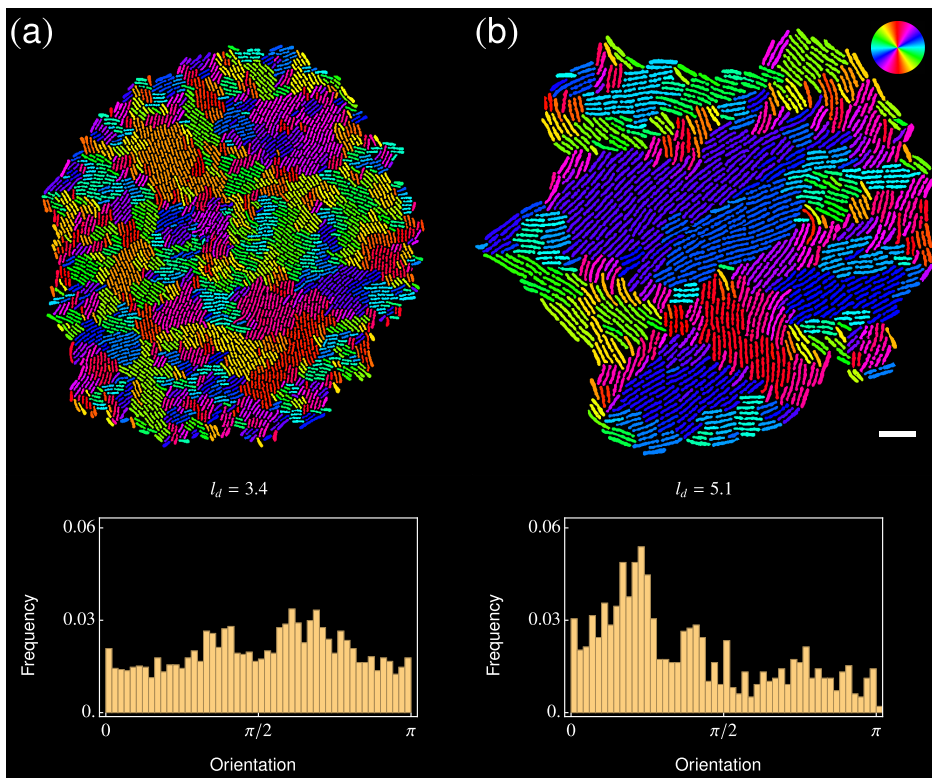 (a)
(b)
l_d = 3.4
l_d = 5.1
0.06
0.03
0.
Frequency
0
π/2
π
Orientation
0.06
0.03
0.
Frequency
0
π/2
π
Orientation